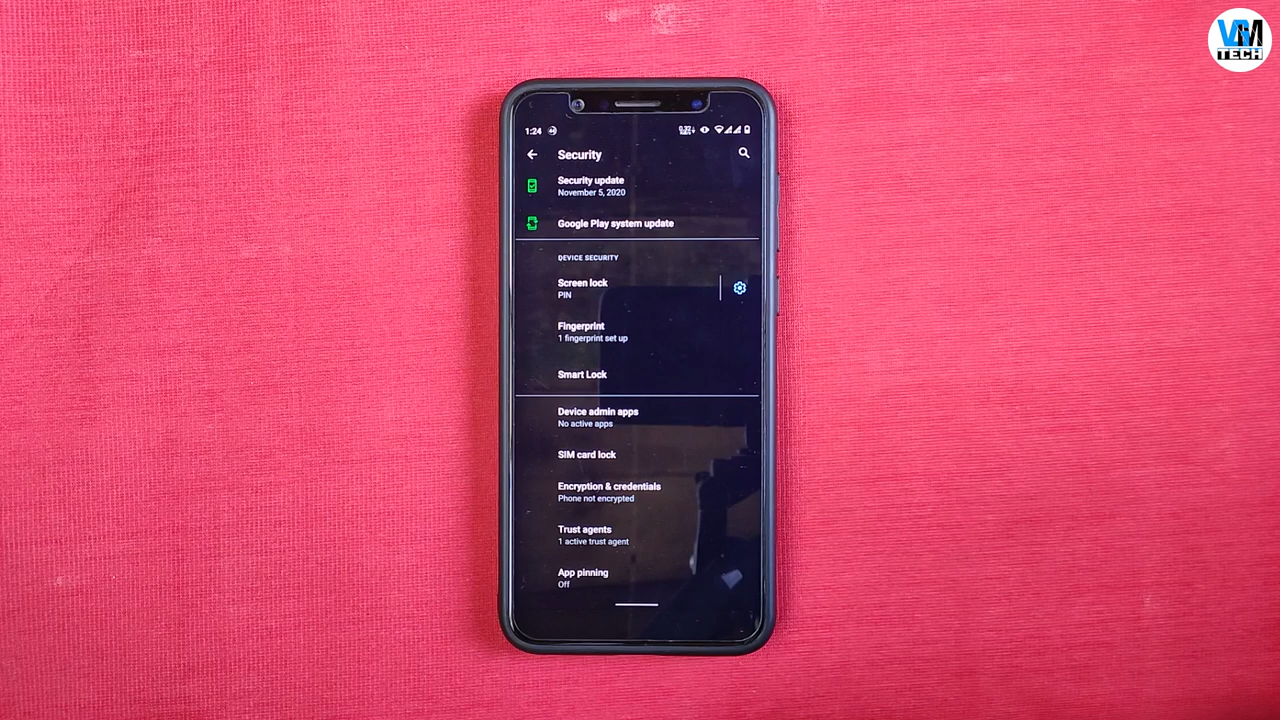 VGM
TECH
1:24
Security
Security update
November 5, 2020
Google Play system update
DEVICE SECURITY
Screen lock
PIN
Fingerprint
1 fingerprint set up
Smart Lock
Device admin apps
No active apps
SIM card lock
Encryption & credentials
Phone not encrypted
Trust agents
1 active trust agent
App pinning
Off